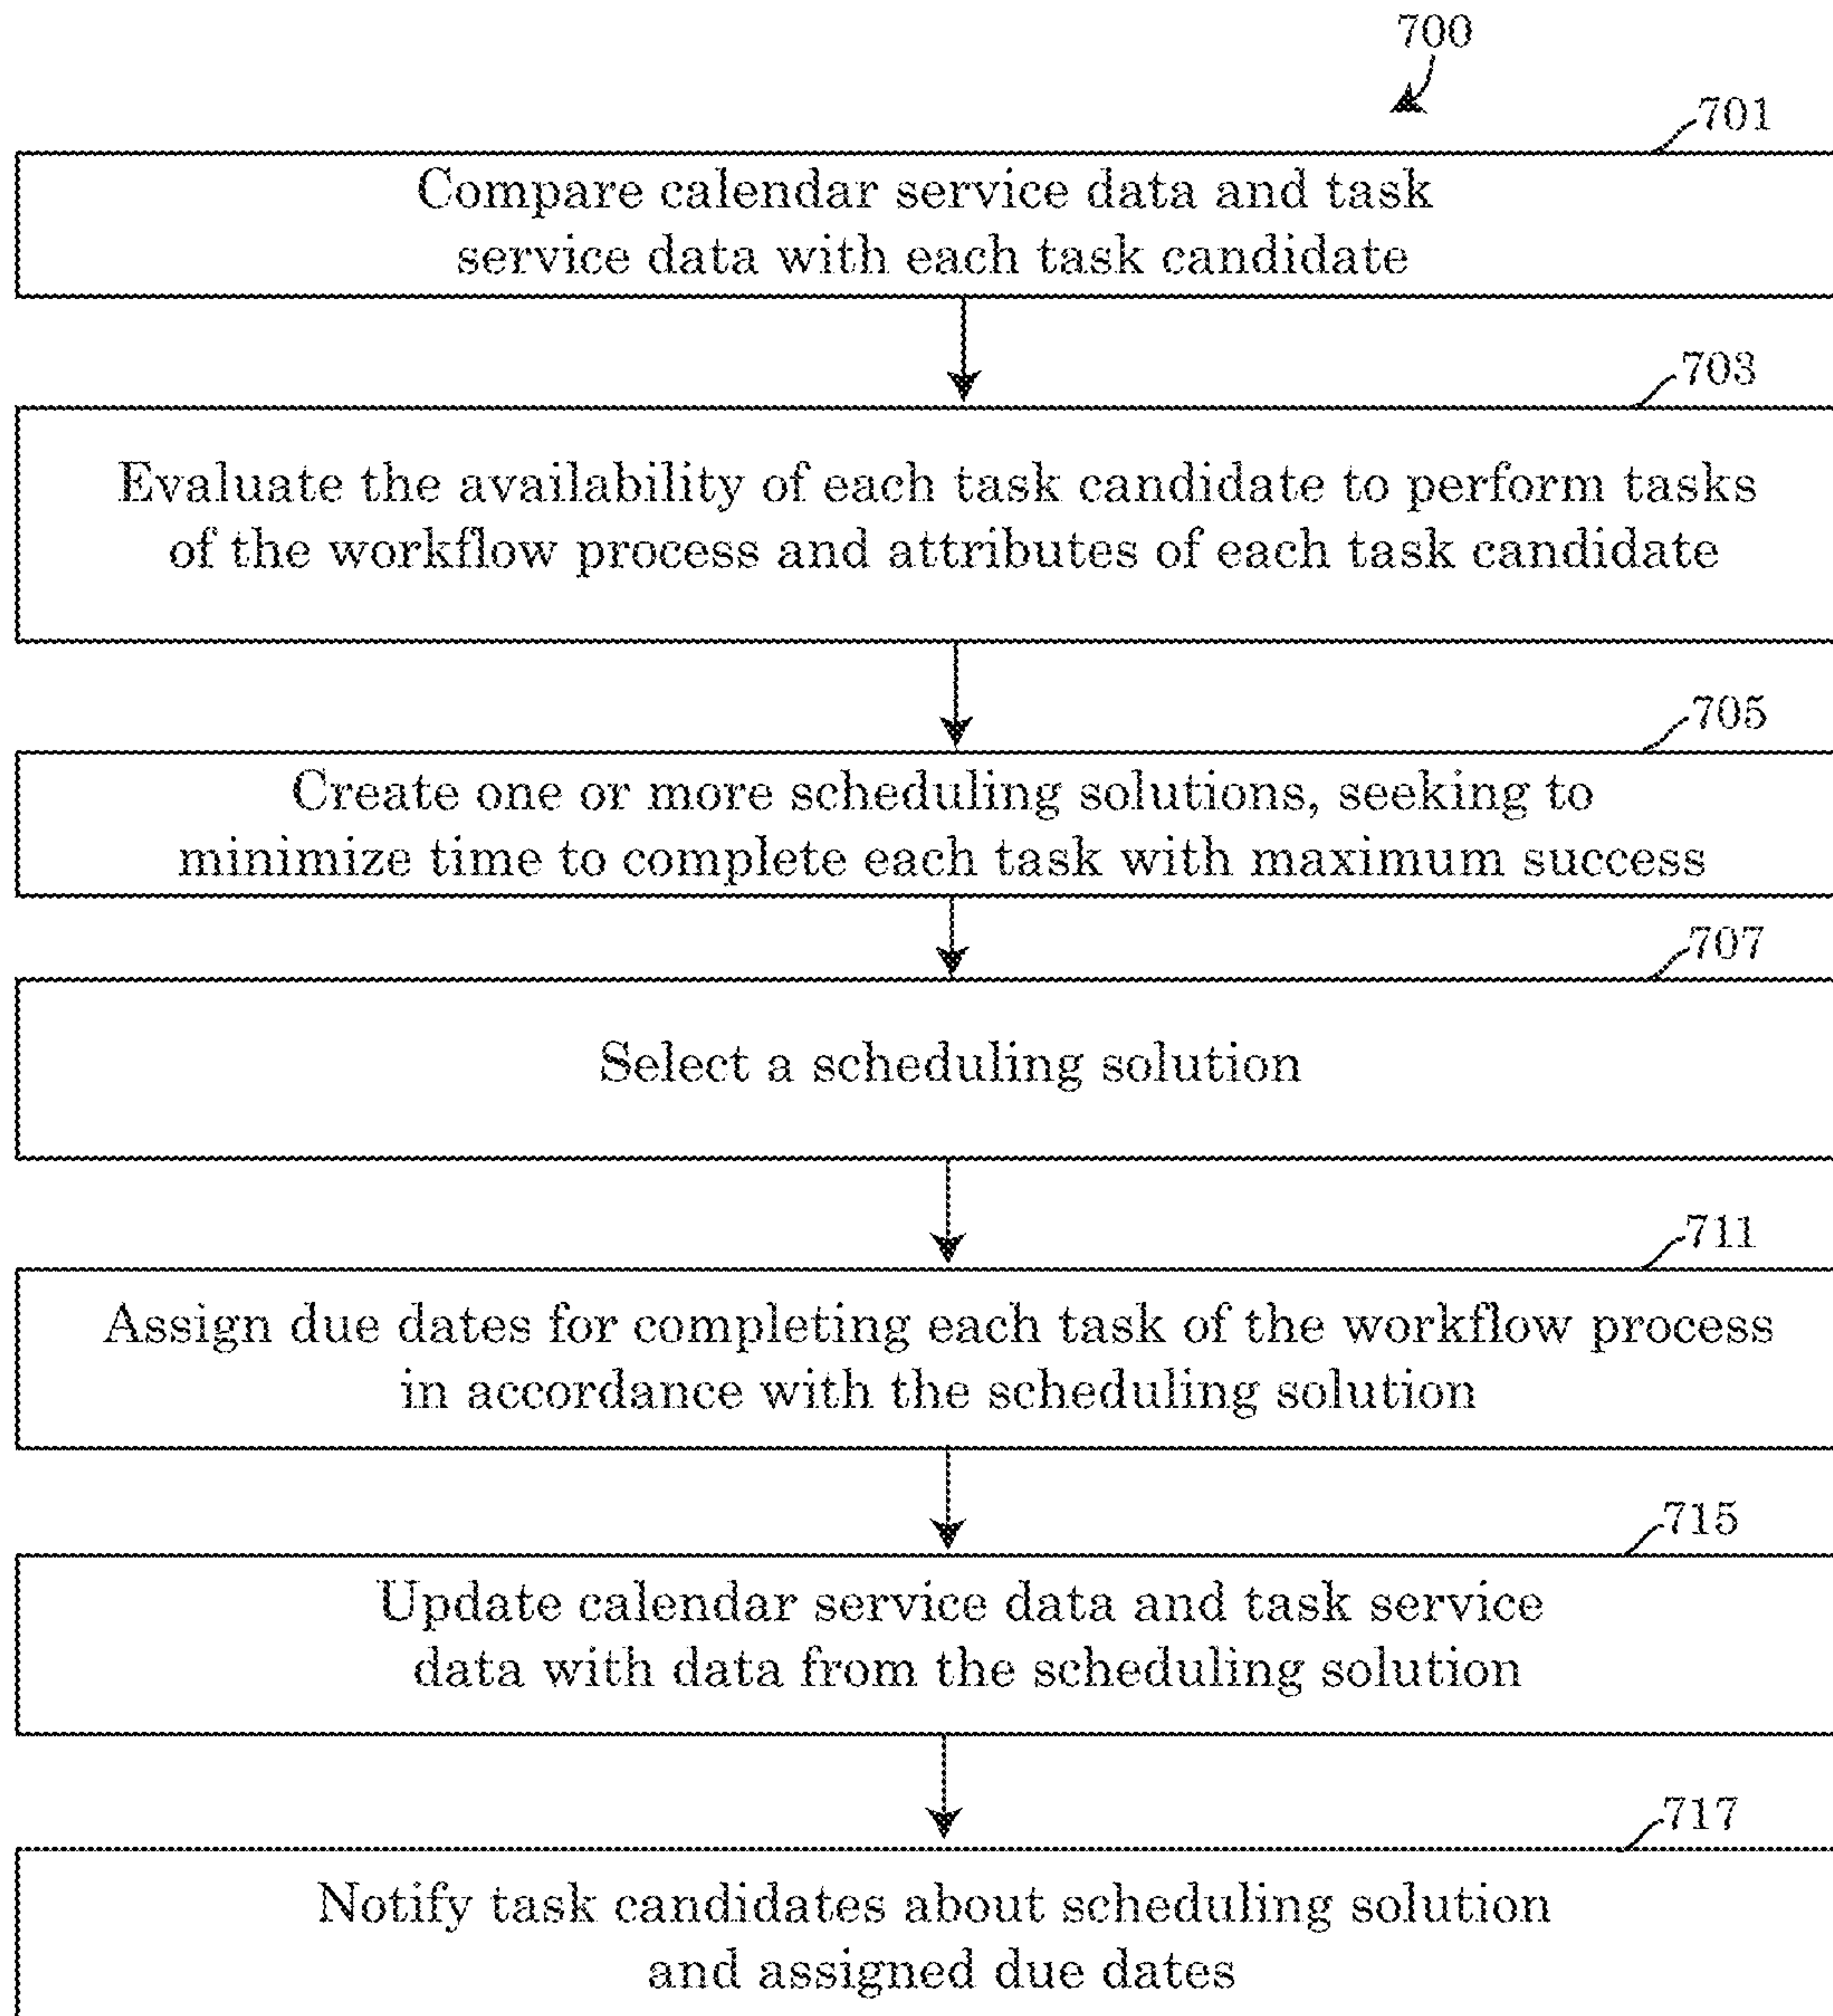 700
701
Compare calendar service data and task
service data with each task candidate
703
Evaluate the availability of each task candidate to perform tasks
of the workflow process and attributes of each task candidate
705
Create one or more scheduling solutions, seeking to
minimize time to complete each task with maximum success
707
Select a scheduling solution
711
Assign due dates for completing each task of the workflow process
in accordance with the scheduling solution
715
Update calendar service data and task service
data with data from the scheduling solution
717
Notify task candidates about scheduling solution
and assigned due dates